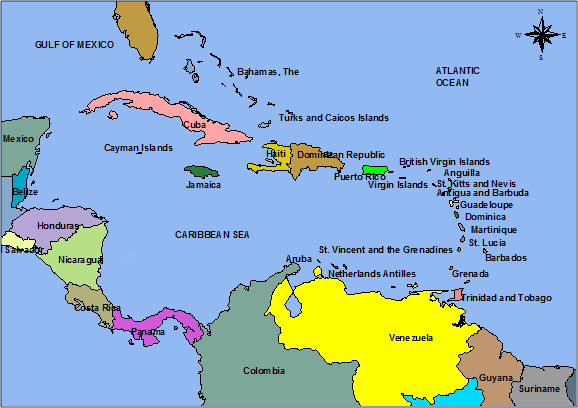 N
GULF OF MEXICO
W
E
S
Bahamas, The
ATLANTIC
OCEAN
Turks and Caicos Islands
Cuba
Mexico
Cayman Islands
Haiti
Dominican Republic
British Virgin Islands
Anguilla
Puerto Rico
Virgin Islands
St. Kitts and Nevis
Jamaica
Belize
Antigua and Barbuda
Guadeloupe
Dominica
Honduras
Martinique
CARIBBEAN SEA
St. Lucia
Salvador
St. Vincent and the Grenadines
Barbados
Nicaragua
Aruba
Netherlands Antilles
Grenada
Trinidad and Tobago
Costa Rica
Panama
Venezuela
Colombia
Guyana
Suriname